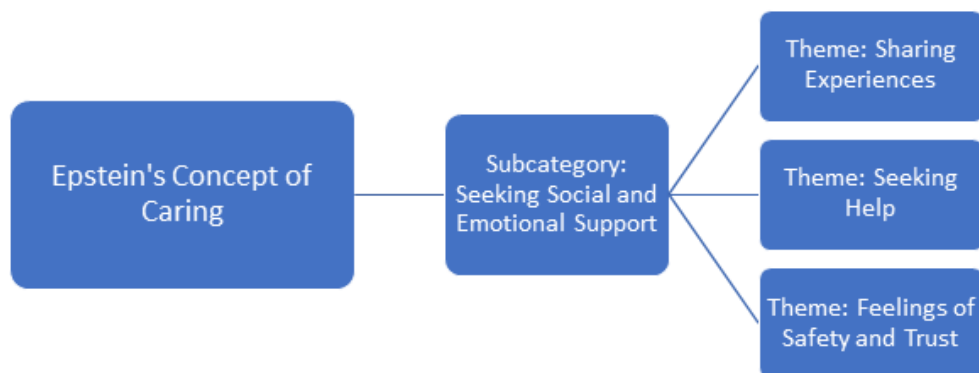 Epstein's Concept of
Caring
Subcategory:
Seeking Social and
Emotional Support
Theme: Sharing
Experiences
Theme: Seeking
Help
Theme: Feelings of
Safety and Trust